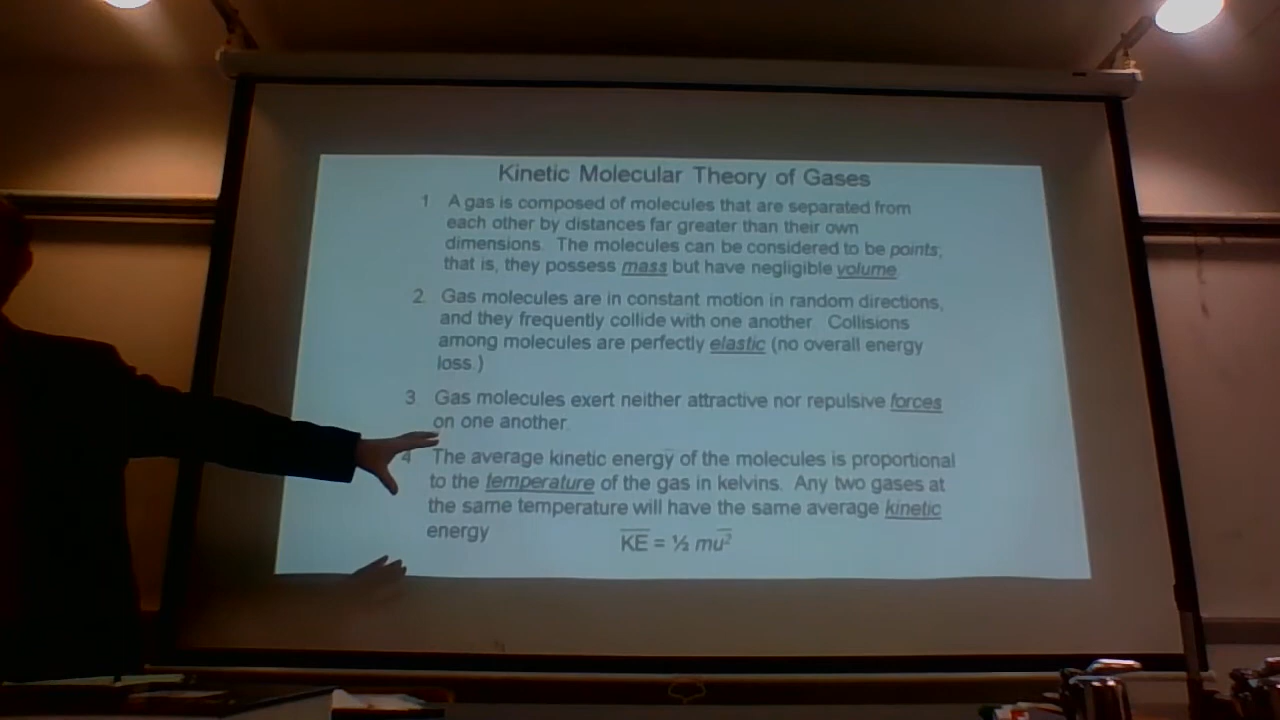 Kinetic Molecular Theory of Gases
1. A gas is composed of molecules that are separated from
each other by distances far greater than their own
dimensions. The molecules can be considered to be points;
that is, they possess mass but have negligible volume.
2. Gas molecules are in constant motion in random directions,
and they frequently collide with one another. Collisions
among molecules are perfectly elastic (no overall energy
loss.)
3. Gas molecules exert neither attractive nor repulsive forces
on one another.
4. The average kinetic energy of the molecules is proportional
to the temperature of the gas in kelvins. Any two gases at
the same temperature will have the same average kinetic
energy
K̅E̅ = ½ mu̅²